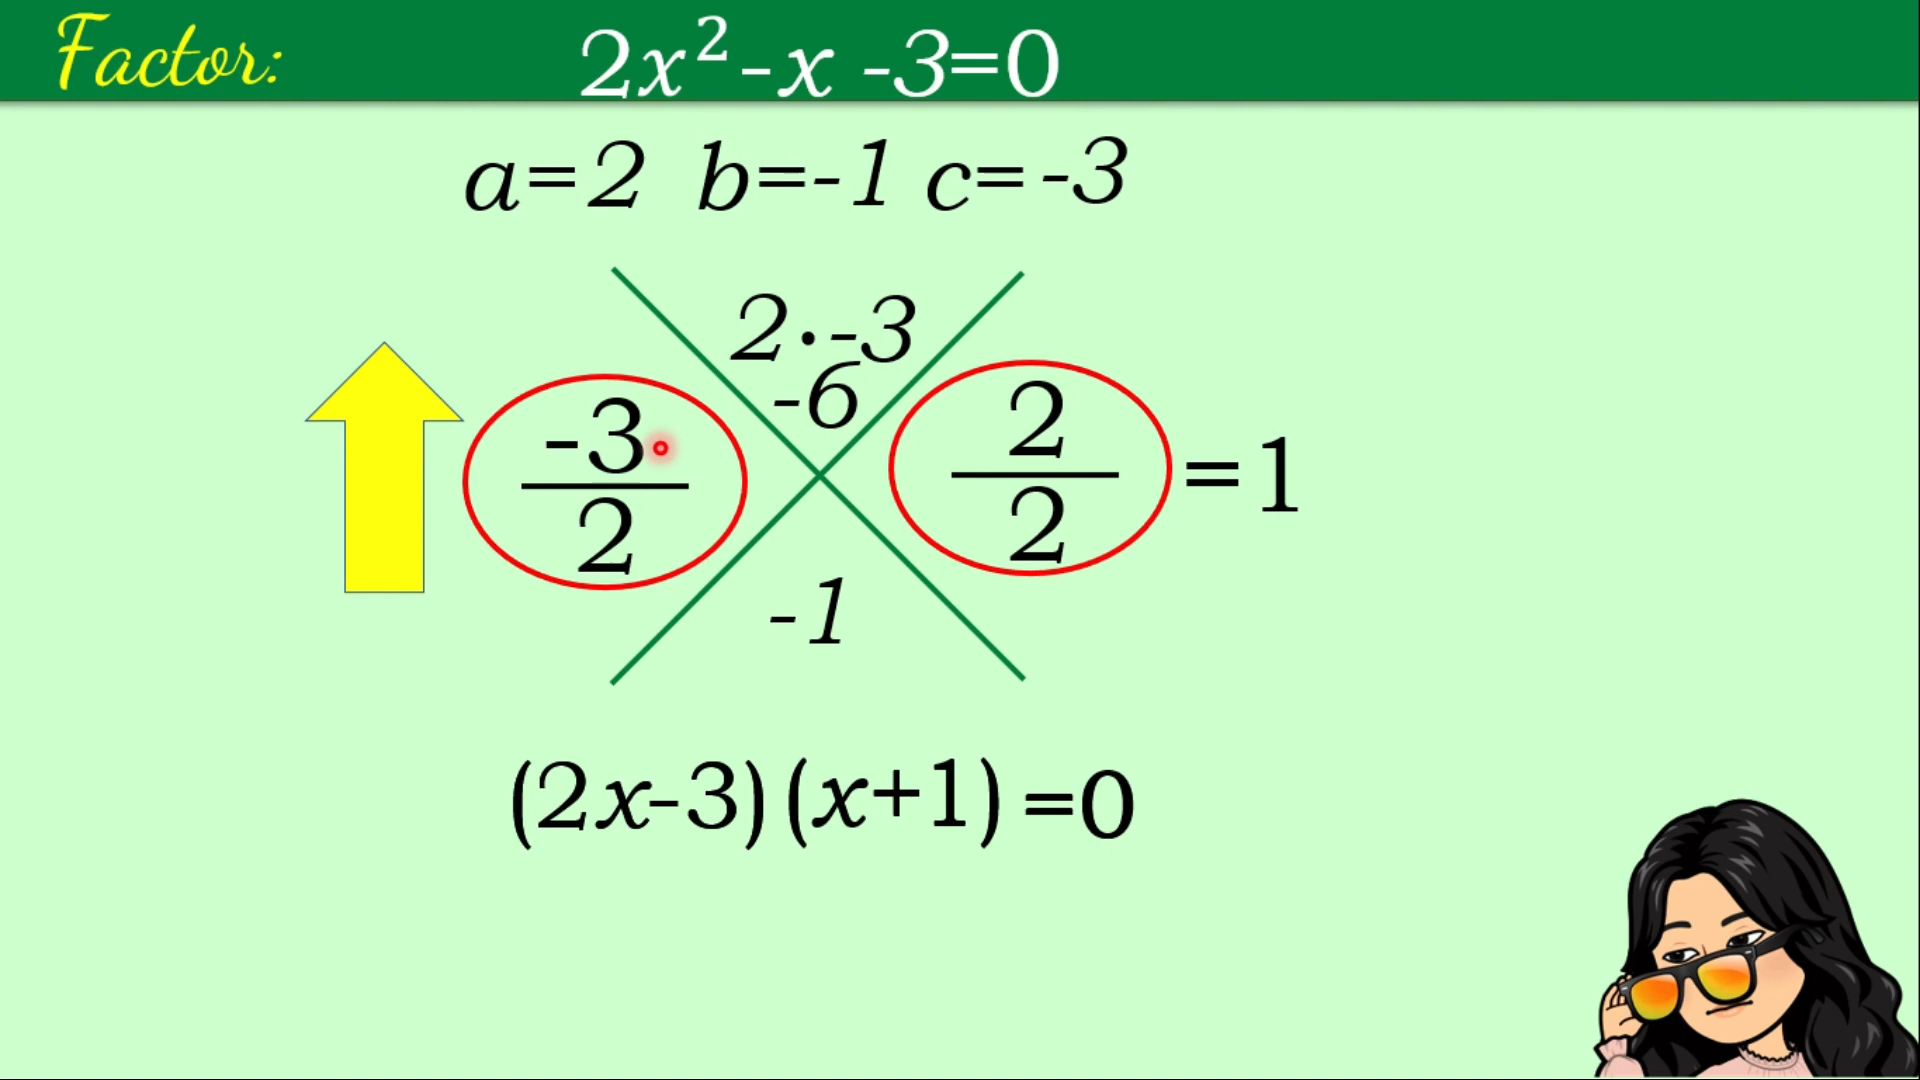 Factor: 2x²-x -3=0
a=2 b=-1 c=-3
2·-3
-6
-3
2
2
2
=1
-1
(2x-3)(x+1)=0